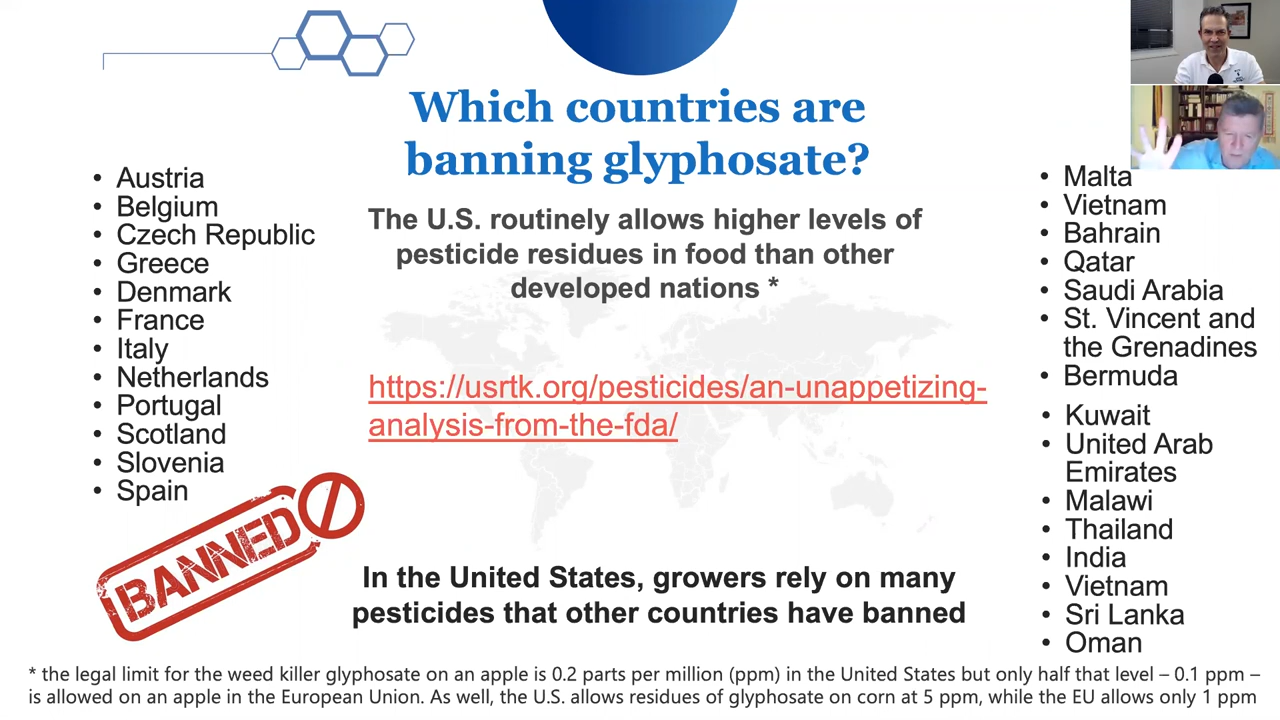 Which countries are
banning glyphosate?
• Austria
• Belgium
• Czech Republic
• Greece
• Denmark
• France
• Italy
• Netherlands
• Portugal
• Scotland
• Slovenia
• Spain
BANNED
The U.S. routinely allows higher levels of
pesticide residues in food than other
developed nations *
https://usrtk.org/pesticides/an-unappetizing-
analysis-from-the-fda/
In the United States, growers rely on many
pesticides that other countries have banned
• Malta
• Vietnam
• Bahrain
• Qatar
• Saudi Arabia
• St. Vincent and
the Grenadines
• Bermuda
• Kuwait
• United Arab
Emirates
• Malawi
• Thailand
• India
• Vietnam
• Sri Lanka
• Oman
* the legal limit for the weed killer glyphosate on an apple is 0.2 parts per million (ppm) in the United States but only half that level – 0.1 ppm –
is allowed on an apple in the European Union. As well, the U.S. allows residues of glyphosate on corn at 5 ppm, while the EU allows only 1 ppm